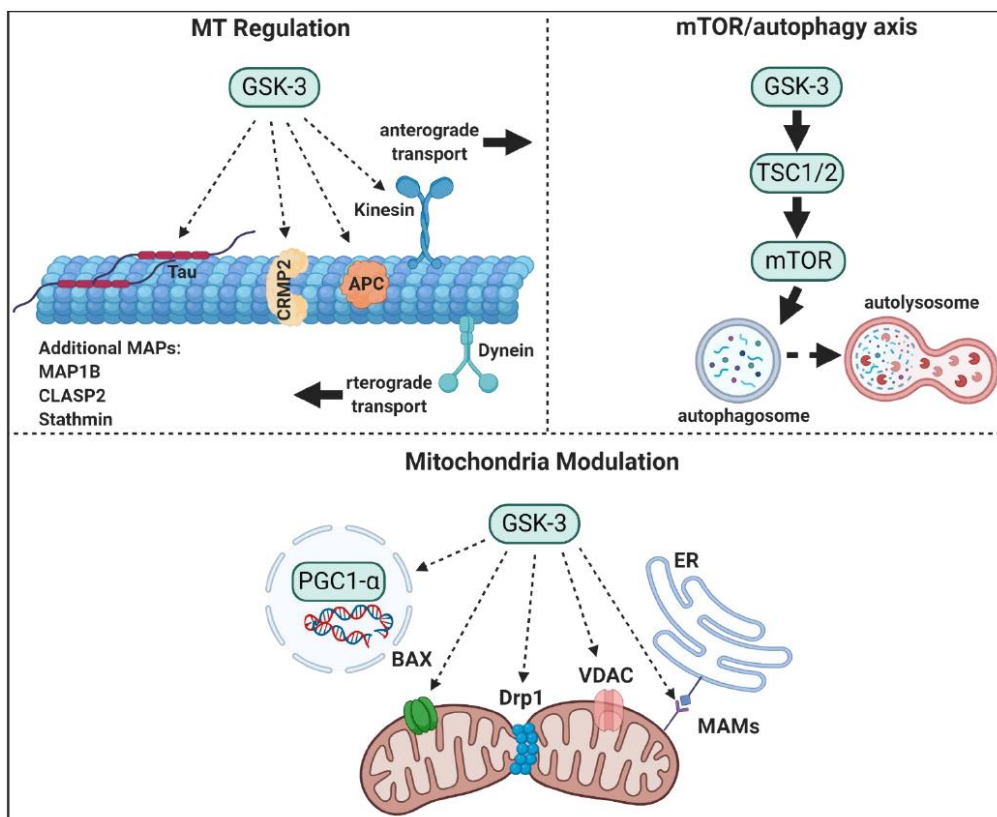 MT Regulation
GSK-3
anterograde
transport
Kinesin
Tau
CRMP2
APC
Dynein
Additional MAPs:
MAP1B
CLASP2
Stathmin
rterograde
transport
mTOR/autophagy axis
GSK-3
TSC1/2
mTOR
autolysosome
autophagosome
Mitochondria Modulation
GSK-3
PGC1-α
ER
BAX
VDAC
Drp1
MAMs